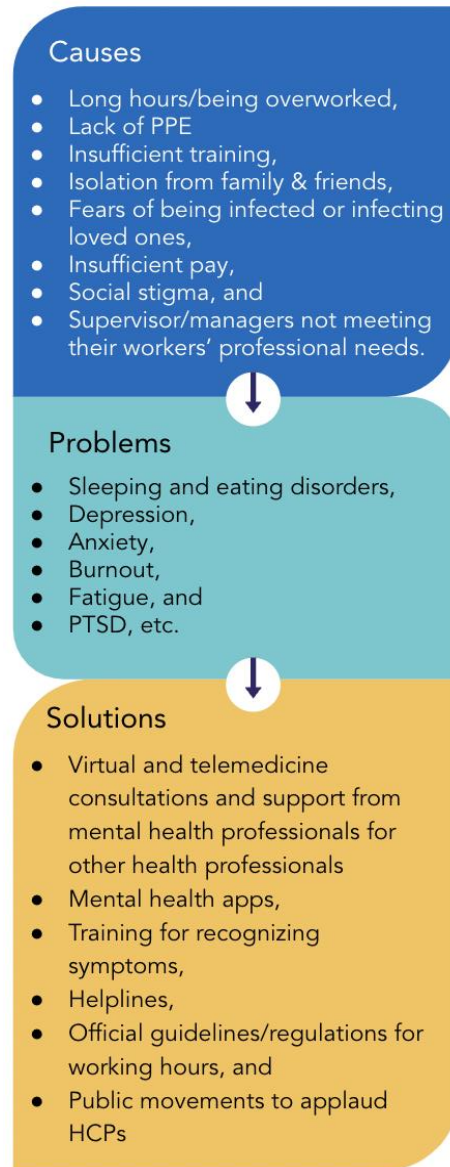 Causes
● Long hours/being overworked,
● Lack of PPE
● Insufficient training,
● Isolation from family & friends,
● Fears of being infected or infecting
loved ones,
● Insufficient pay,
● Social stigma, and
● Supervisor/managers not meeting
their workers’ professional needs.
Problems
● Sleeping and eating disorders,
● Depression,
● Anxiety,
● Burnout,
● Fatigue, and
● PTSD, etc.
Solutions
● Virtual and telemedicine
consultations and support from
mental health professionals for
other health professionals
● Mental health apps,
● Training for recognizing
symptoms,
● Helplines,
● Official guidelines/regulations for
working hours, and
● Public movements to applaud
HCPs